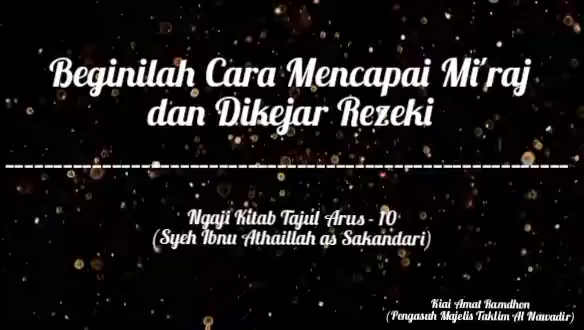 Beginilah Cara Mencapai Mi'raj
dan Dikejar Rezeki
Ngaji Kitab Tajul Arus - 10
(Syeh Ibnu Athaillah as Sakandari)
Kiai Amat Ramdhon
(Pengasuh Majelis Taklim Al Nawadir)